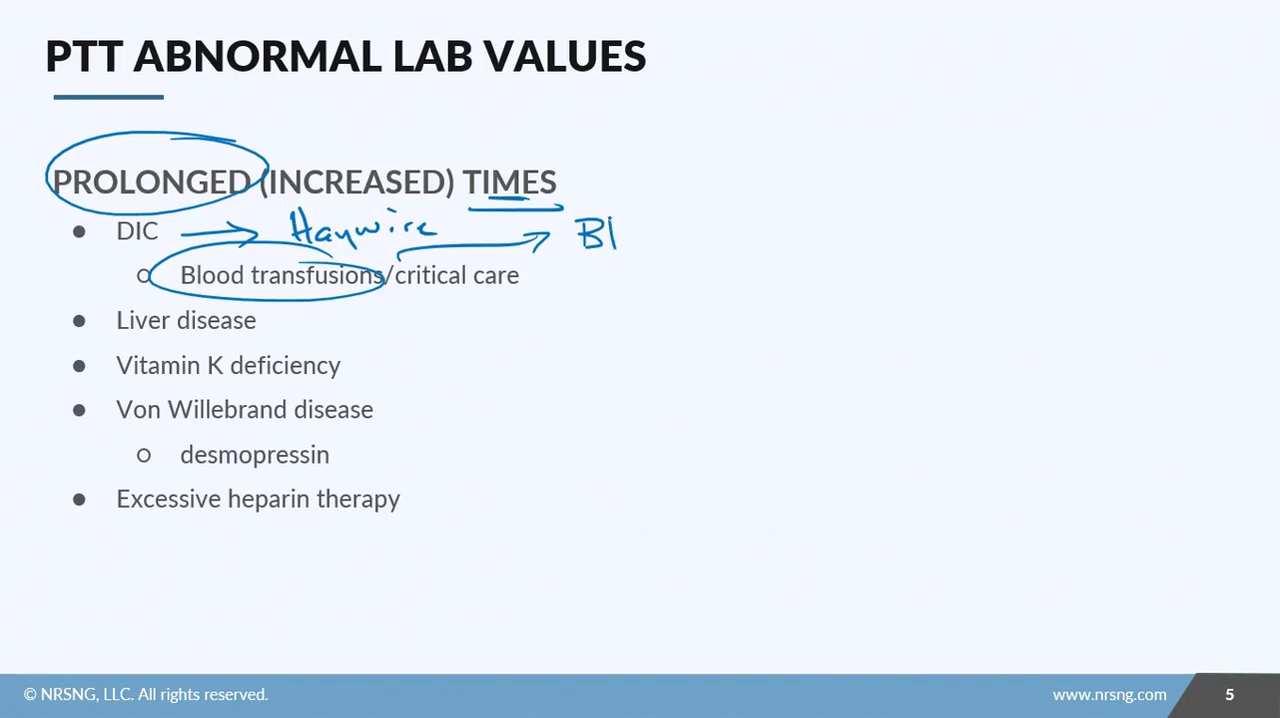 PTT ABNORMAL LAB VALUES
PROLONGED (INCREASED) TIMES
● DIC → Haywire → Bl
○ Blood transfusions/critical care
● Liver disease
● Vitamin K deficiency
● Von Willebrand disease
○ desmopressin
● Excessive heparin therapy
© NRSNG, LLC. All rights reserved. www.nrsng.com 5